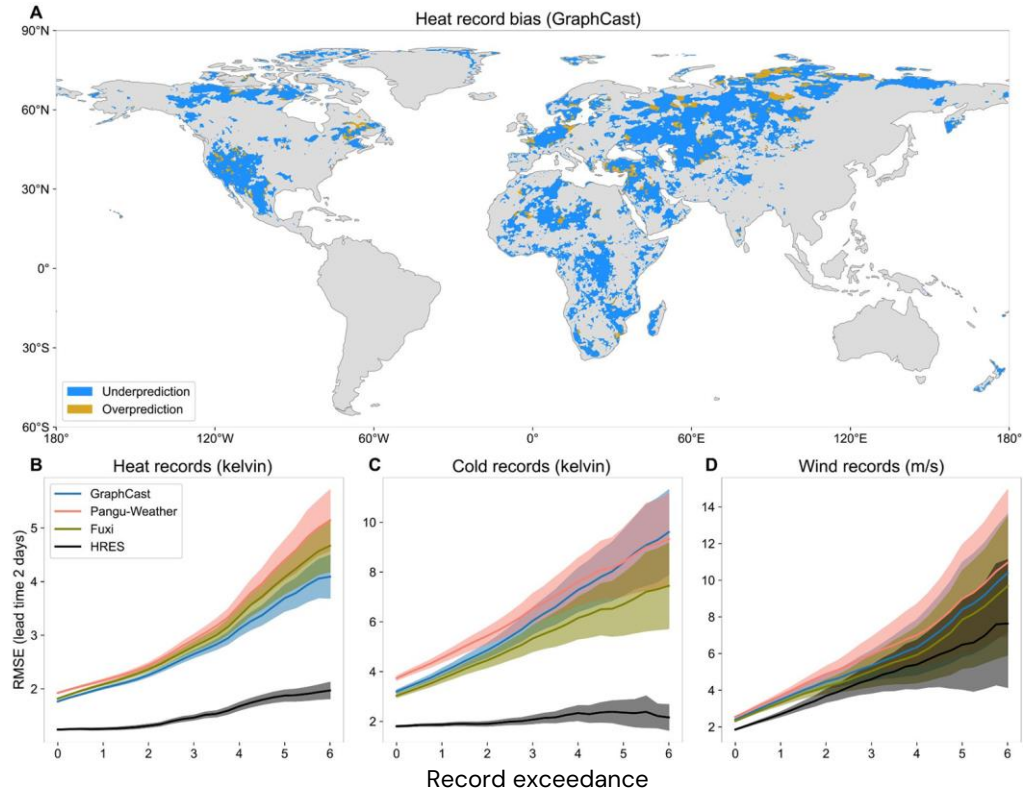 A
Heat record bias (GraphCast)
90°N
60°N
30°N
0°
30°S
60°S
Underprediction
Overprediction
180° 120°W 60°W 0° 60°E 120°E 180°
B
Heat records (kelvin)
GraphCast
Pangu-Weather
Fuxi
HRES
RMSE (lead time 2 days)
5
4
3
2
0 1 2 3 4 5 6
C
Cold records (kelvin)
10
8
6
4
2
0 1 2 3 4 5 6
D
Wind records (m/s)
14
12
10
8
6
4
2
0 1 2 3 4 5 6
Record exceedance